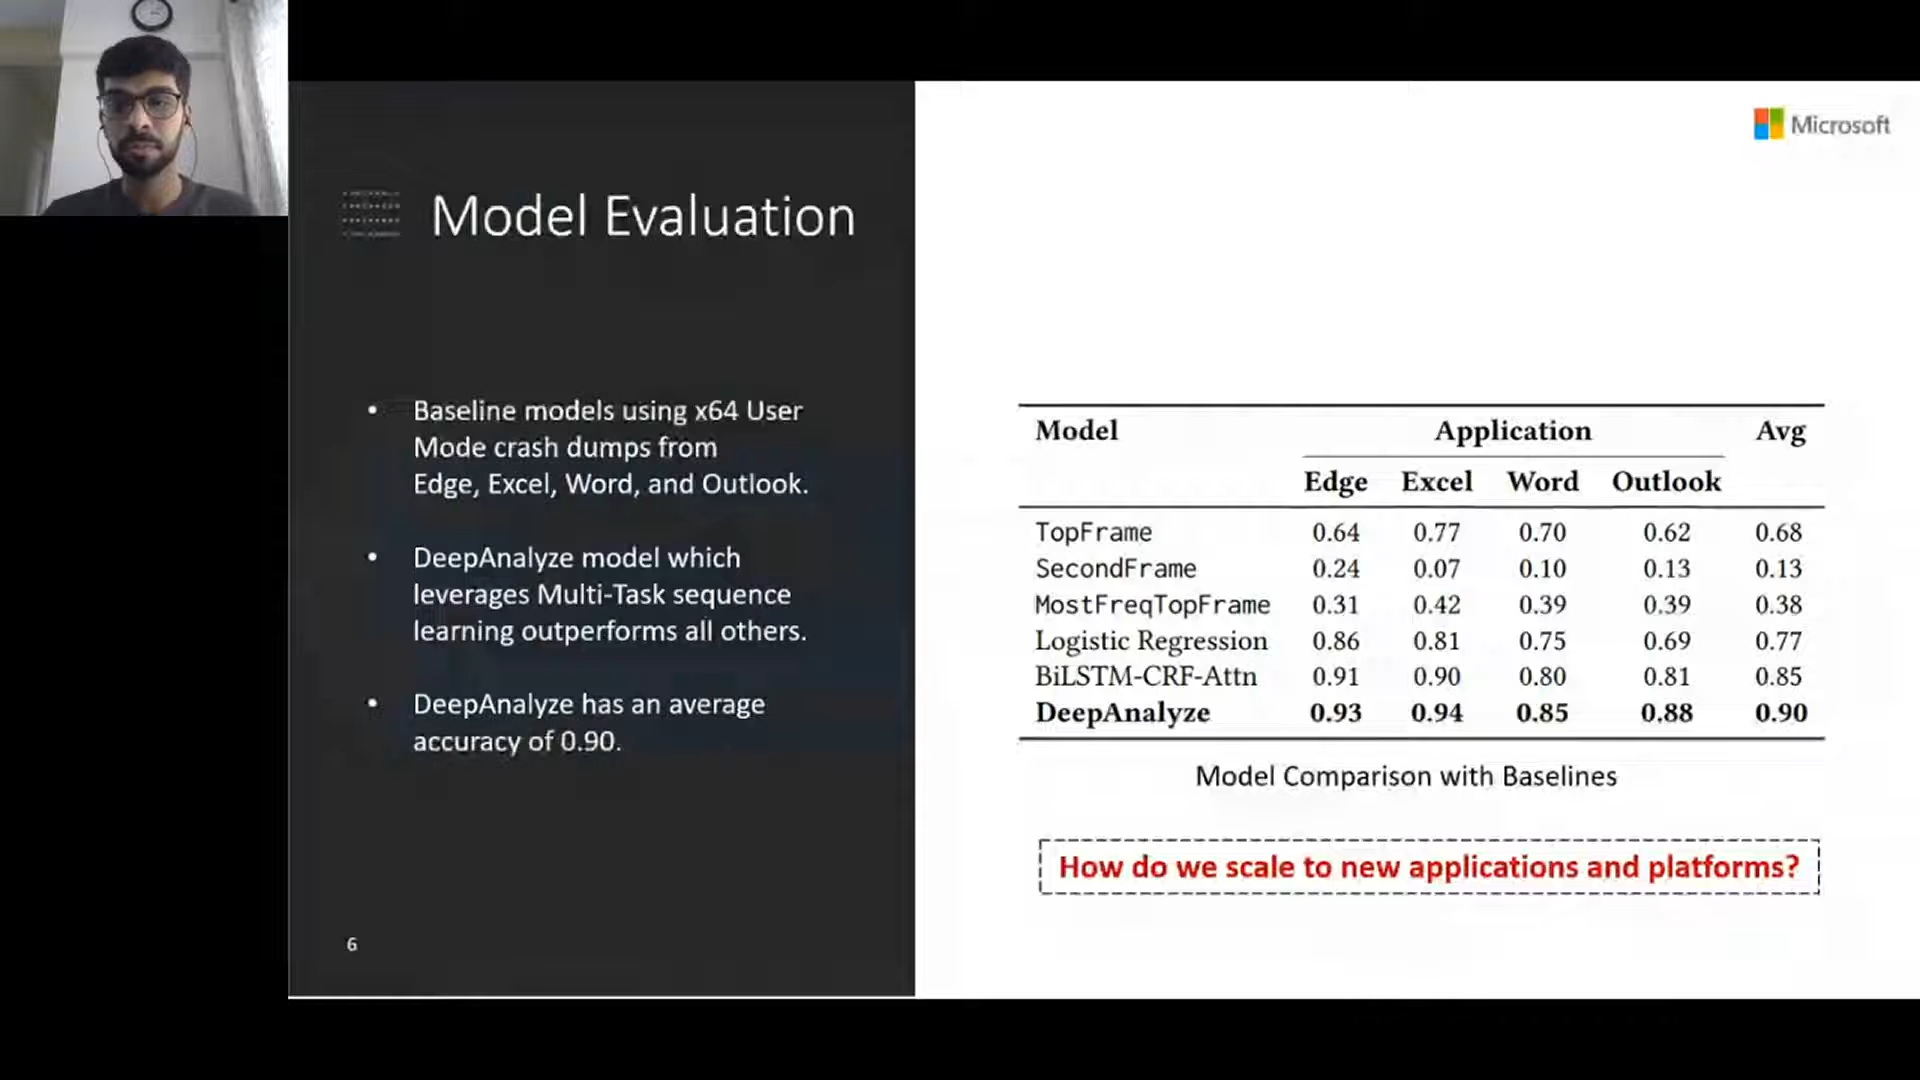 Microsoft
Model Evaluation
• Baseline models using x64 User
Mode crash dumps from
Edge, Excel, Word, and Outlook.
• DeepAnalyze model which
leverages Multi-Task sequence
learning outperforms all others.
• DeepAnalyze has an average
accuracy of 0.90.
6
Model Application Avg
Edge Excel Word Outlook
TopFrame 0.64 0.77 0.70 0.62 0.68
SecondFrame 0.24 0.07 0.10 0.13 0.13
MostFreqTopFrame 0.31 0.42 0.39 0.39 0.38
Logistic Regression 0.86 0.81 0.75 0.69 0.77
BiLSTM-CRF-Attn 0.91 0.90 0.80 0.81 0.85
DeepAnalyze 0.93 0.94 0.85 0.88 0.90
Model Comparison with Baselines
How do we scale to new applications and platforms?